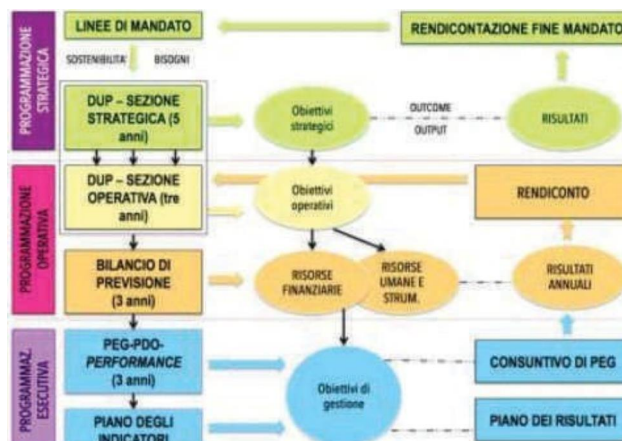 PROGRAMMAZIONE
STRATEGICA
LINEE DI MANDATO
RENDICONTAZIONE FINE MANDATO
SOSTENIBILITA'
BISOGNI
DUP – SEZIONE
STRATEGICA (5
anni)
Obiettivi
strategici
OUTCOME
OUTPUT
RISULTATI
PROGRAMMAZIONE
OPERATIVA
DUP – SEZIONE
OPERATIVA (tre
anni)
Obiettivi
operativi
RENDICONTO
BILANCIO DI
PREVISIONE
(3 anni)
RISORSE
FINANZIARIE
RISORSE
UMANE E
STRUM.
RISULTATI
ANNUALI
PROGRAMMAZ.
ESECUTIVA
PEG-PDO-
PERFORMANCE
(3 anni)
Obiettivi di
gestione
CONSUNTIVO DI PEG
PIANO DEGLI
INDICATORI
PIANO DEI RISULTATI